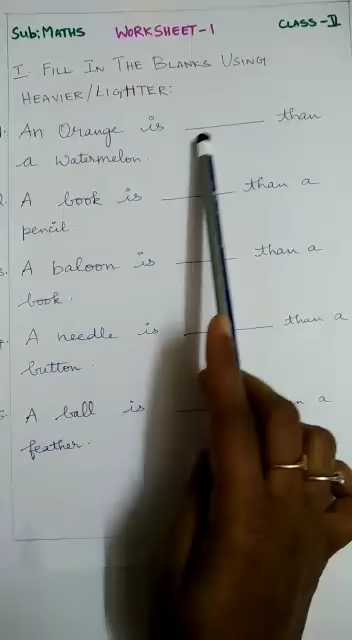 Sub: MATHS WORKSHEET-1 CLASS-II
I. FILL IN THE BLANKS USING
HEAVIER/LIGHTER:
An Orange is ________ than
a watermelon.
2. A book is ________ than a
pencil.
3. A baloon is ________ than a
book.
A needle is ________ than a
button.
5. A ball is ________ a
feather.